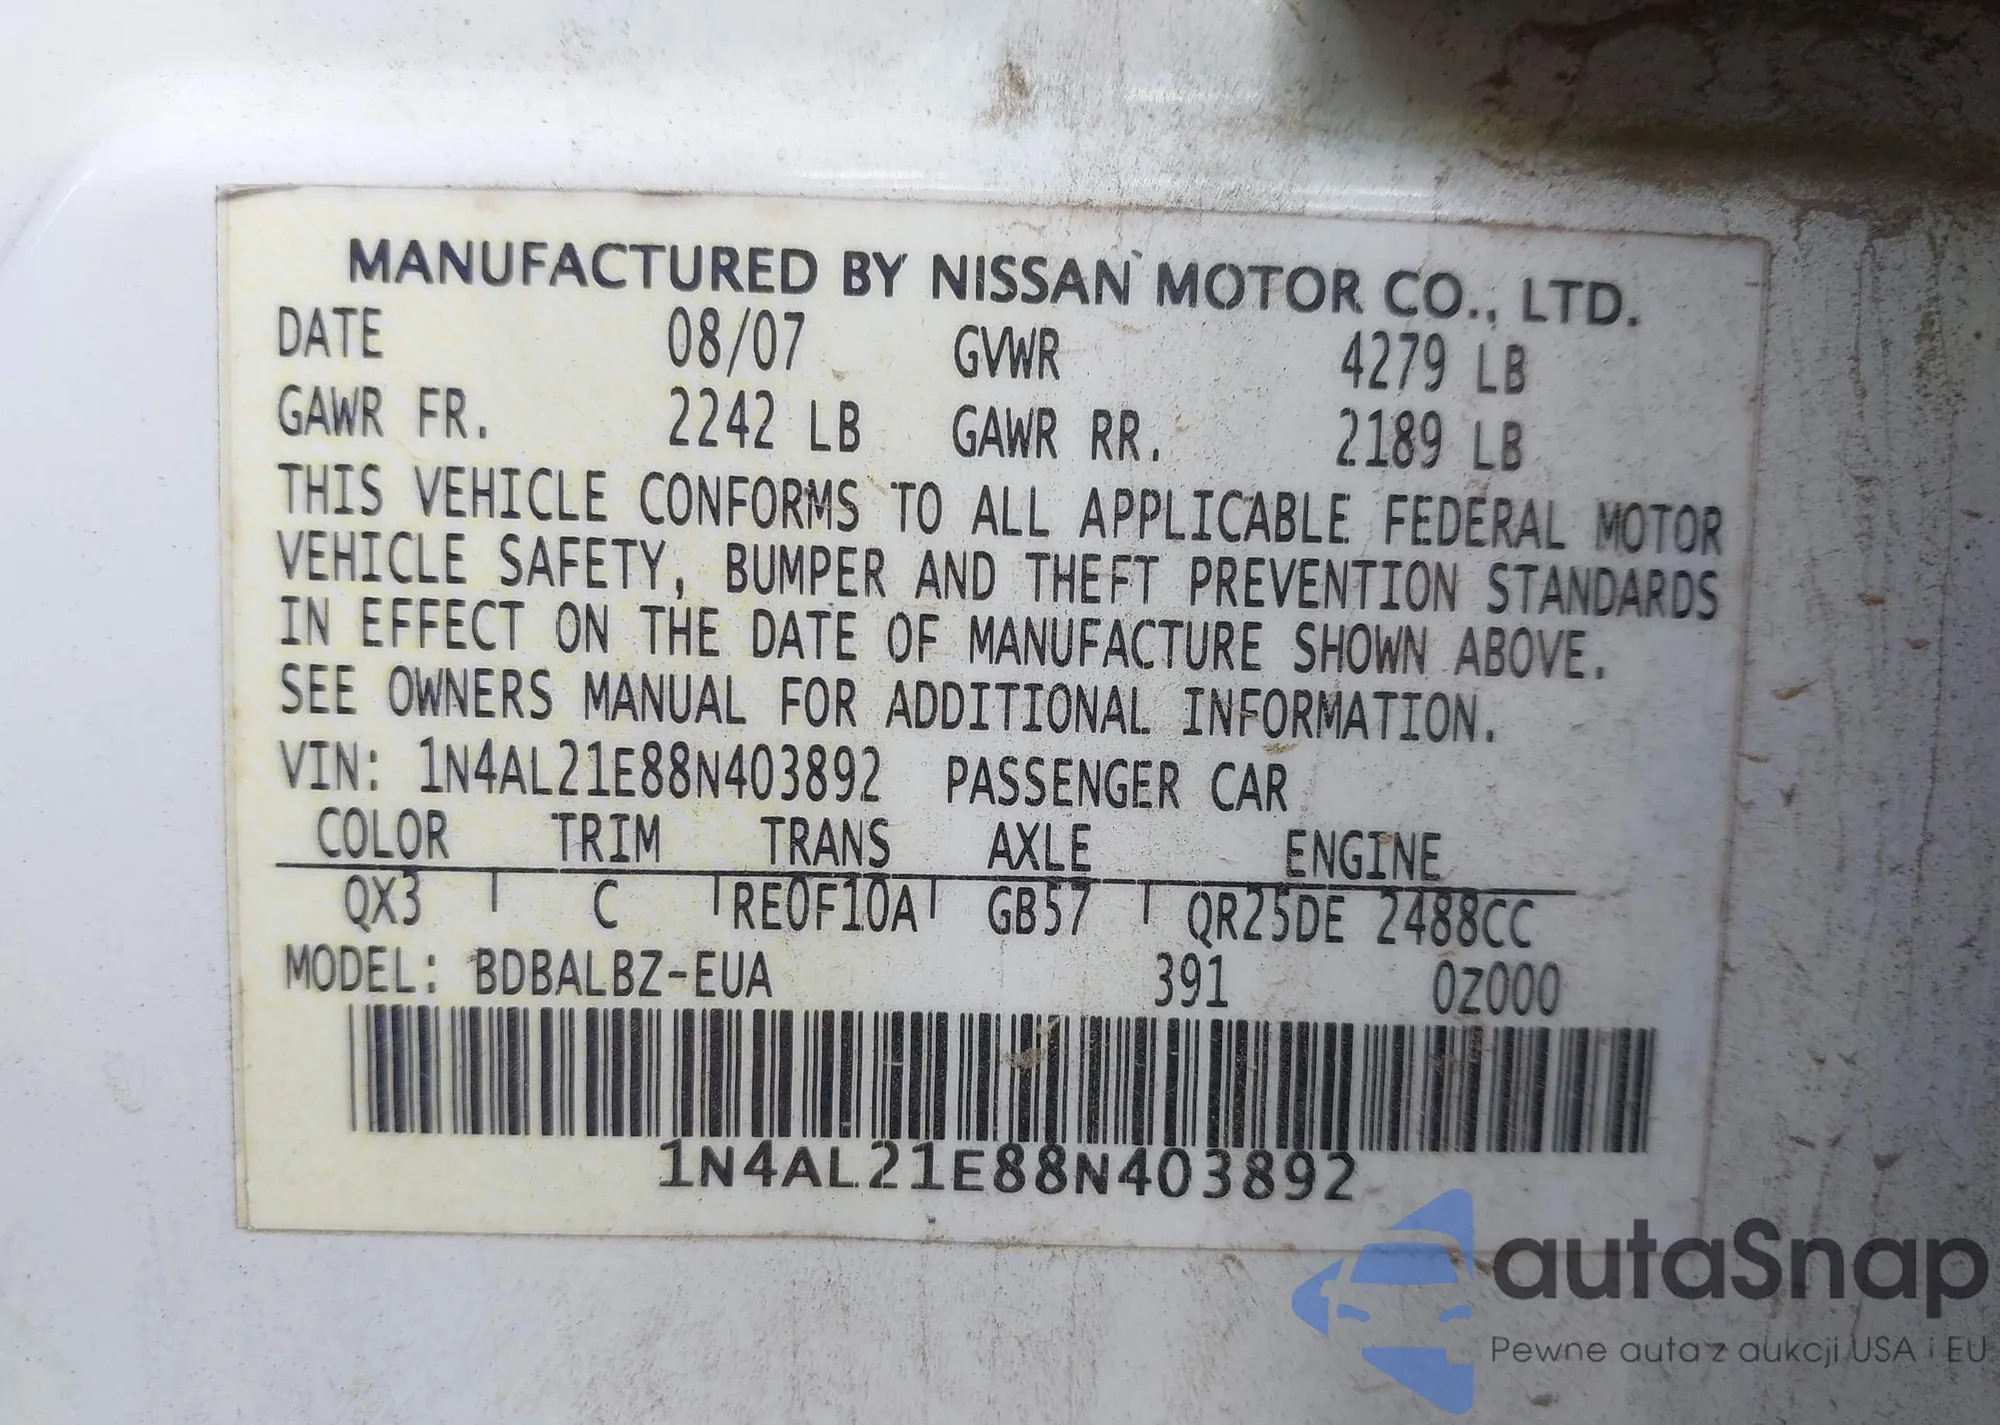 MANUFACTURED BY NISSAN MOTOR CO., LTD.
DATE 08/07 GVWR 4279 LB
GAWR FR. 2242 LB GAWR RR. 2189 LB
THIS VEHICLE CONFORMS TO ALL APPLICABLE FEDERAL MOTOR
VEHICLE SAFETY, BUMPER AND THEFT PREVENTION STANDARDS
IN EFFECT ON THE DATE OF MANUFACTURE SHOWN ABOVE.
SEE OWNERS MANUAL FOR ADDITIONAL INFORMATION.
VIN: 1N4AL21E88N403892 PASSENGER CAR
COLOR TRIM TRANS AXLE ENGINE
QX3 C RE0F10A GB57 QR25DE 2488CC
MODEL: BDBALBZ-EUA 391 0Z000
1N4AL21E88N403892
autaSnap
Pewne auta z aukcji USA i EU